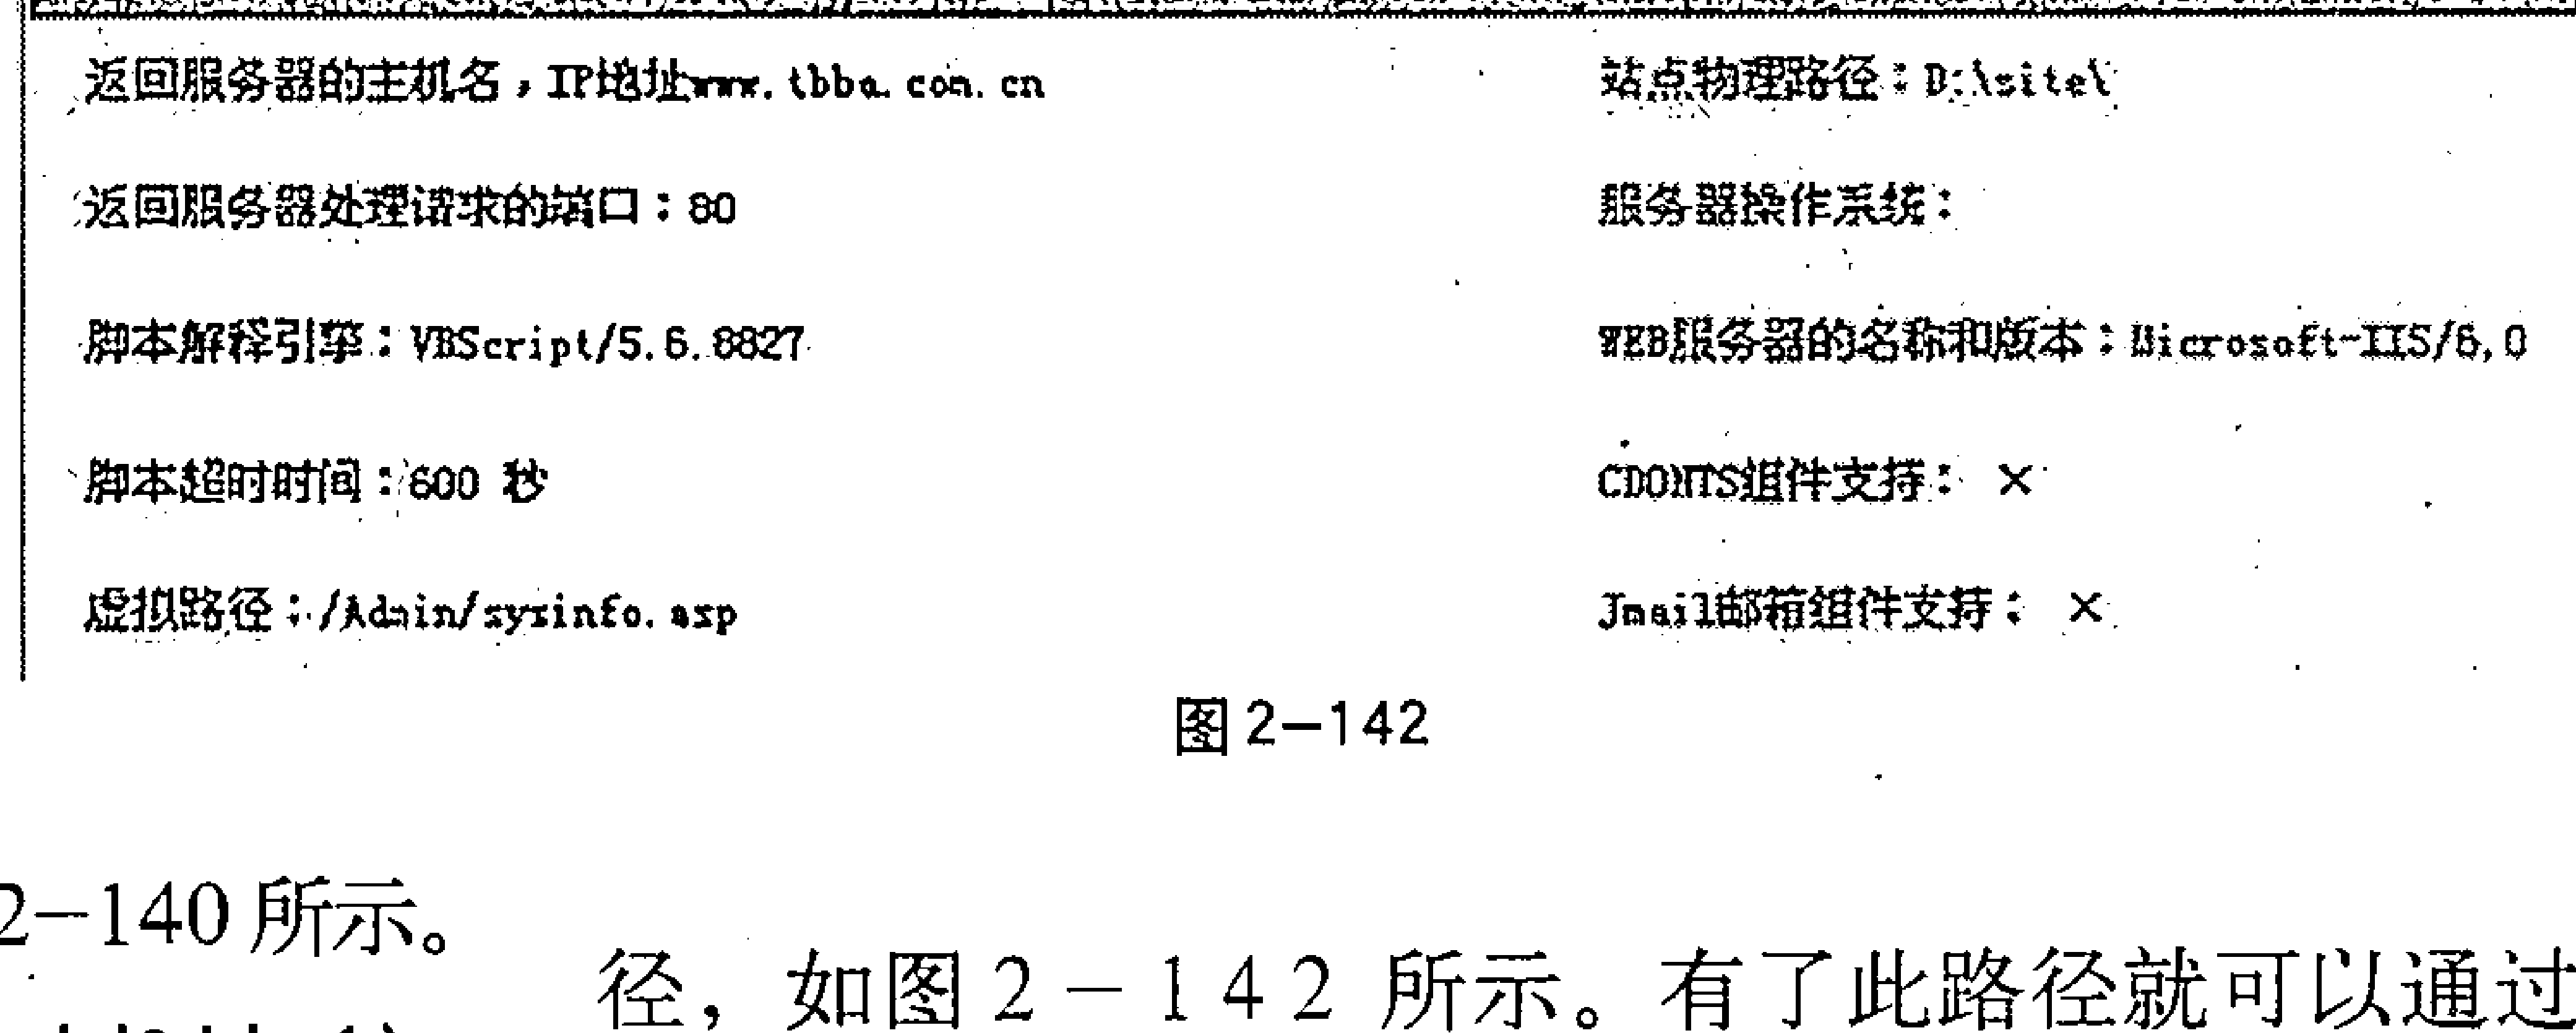 返回服务器的主机名，IP地址www.tbba.com.cn
站点物理路径：D:\site\
返回服务器处理请求的端口：80
服务器操作系统：
脚本解释引擎：VBScript/5.6.8827
WEB服务器的名称和版本：Microsoft-IIS/6.0
脚本超时时间：600 秒
CDONTS组件支持： ×
虚拟路径：/Admin/sysinfo.asp
Jmail邮箱组件支持： ×
图2-142
2-140所示。
径，如图2-142所示。有了此路径就可以通过